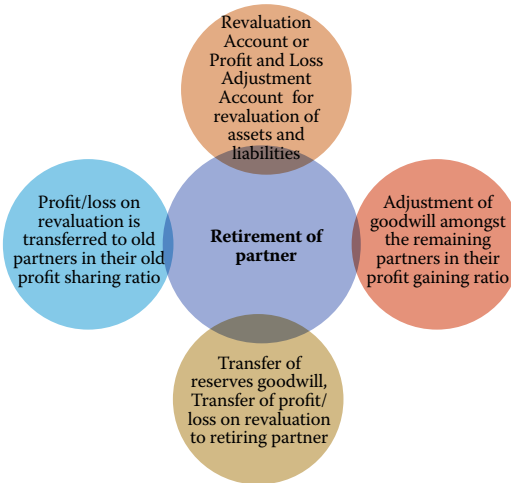 Revaluation
Account or
Profit and Loss
Adjustment
Account for
revaluation of
assets and
liabilities
Profit/loss on
revaluation is
transferred to old
partners in their old
profit sharing ratio
Retirement of
partner
Adjustment of
goodwill amongst
the remaining
partners in their
profit gaining ratio
Transfer of
reserves goodwill,
Transfer of profit/
loss on revaluation
to retiring partner